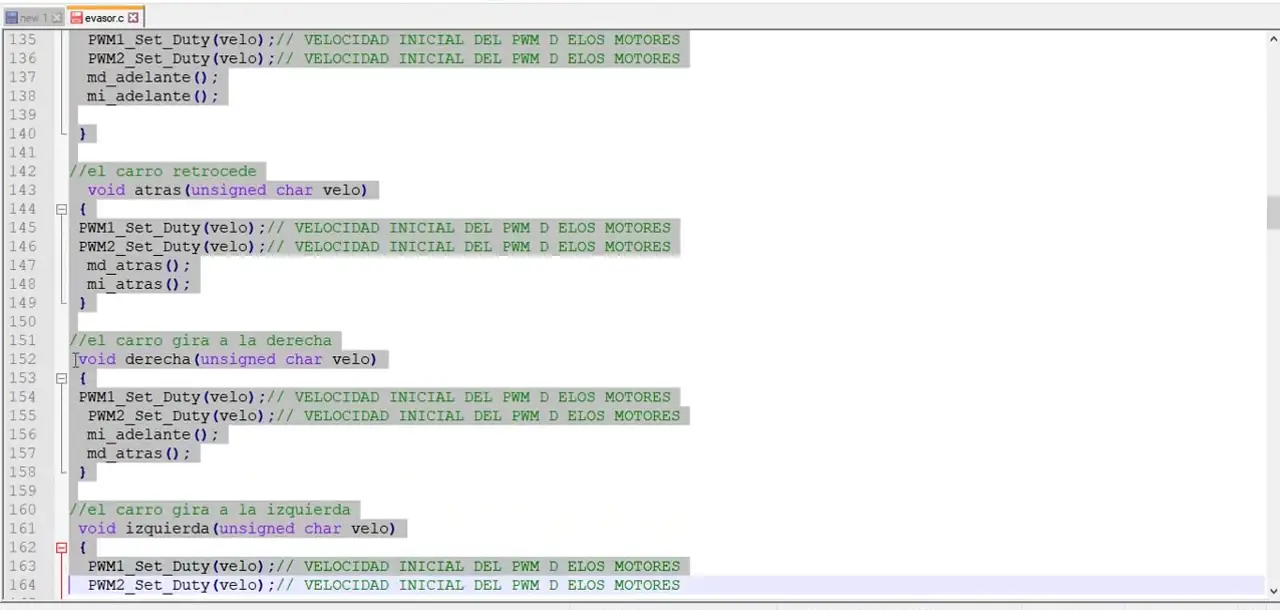 new 1 evasor.c
135 PWM1_Set_Duty(velo);// VELOCIDAD INICIAL DEL PWM D ELOS MOTORES
136 PWM2_Set_Duty(velo);// VELOCIDAD INICIAL DEL PWM D ELOS MOTORES
137 md_adelante();
138 mi_adelante();
139
140 }
141
142 //el carro retrocede
143 void atras(unsigned char velo)
144 {
145 PWM1_Set_Duty(velo);// VELOCIDAD INICIAL DEL PWM D ELOS MOTORES
146 PWM2_Set_Duty(velo);// VELOCIDAD INICIAL DEL PWM D ELOS MOTORES
147 md_atras();
148 mi_atras();
149 }
150
151 //el carro gira a la derecha
152 void derecha(unsigned char velo)
153 {
154 PWM1_Set_Duty(velo);// VELOCIDAD INICIAL DEL PWM D ELOS MOTORES
155 PWM2_Set_Duty(velo);// VELOCIDAD INICIAL DEL PWM D ELOS MOTORES
156 mi_adelante();
157 md_atras();
158 }
159
160 //el carro gira a la izquierda
161 void izquierda(unsigned char velo)
162 {
163 PWM1_Set_Duty(velo);// VELOCIDAD INICIAL DEL PWM D ELOS MOTORES
164 PWM2_Set_Duty(velo);// VELOCIDAD INICIAL DEL PWM D ELOS MOTORES